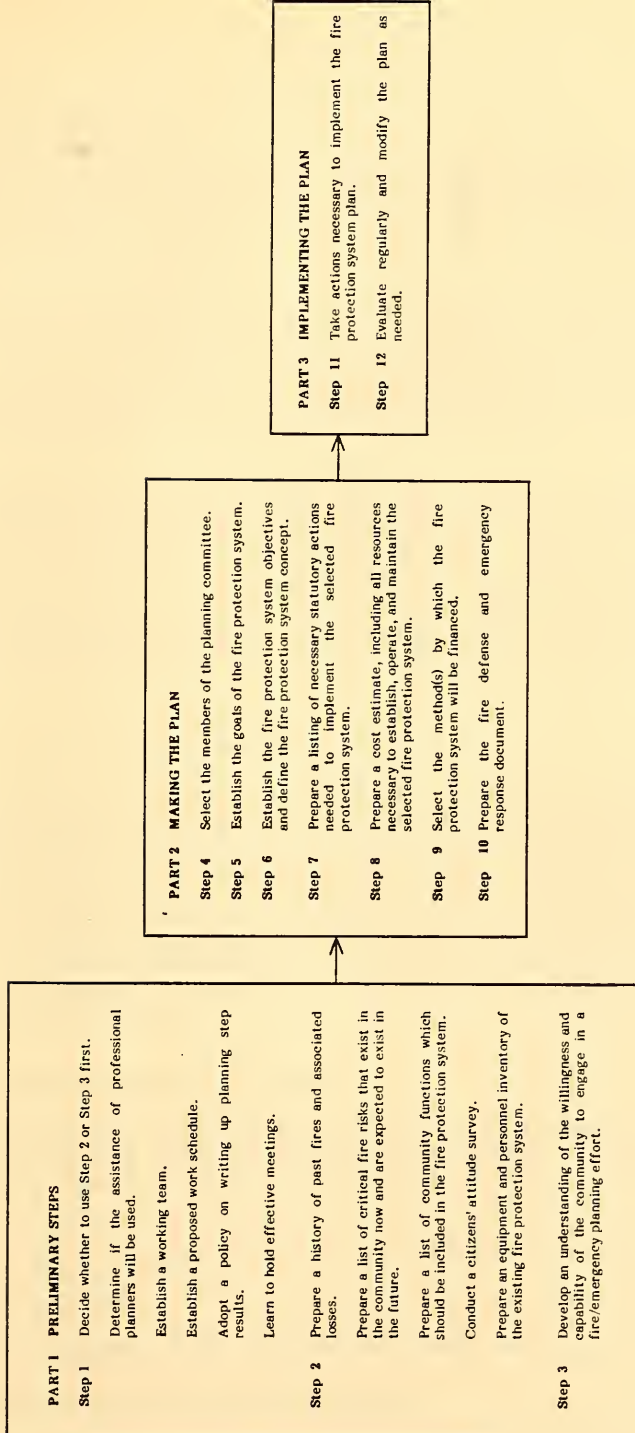 PART 1 PRELIMINARY STEPS
Step 1 Decide whether to use Step 2 or Step 3 first.
Determine if the assistance of professional
planners will be used.
Establish a working team.
Establish a proposed work schedule.
Adopt a policy on writing up planning step
results.
Learn to hold effective meetings.
Step 2 Prepare a history of past fires and associated
losses.
Prepare a list of critical fire risks that exist in
the community now and are expected to exist in
the future.
Prepare a list of community functions which
should be included in the fire protection system.
Conduct a citizens' attitude survey.
Prepare an equipment and personnel inventory of
the existing fire protection system.
Step 3 Develop an understanding of the willingness and
capability of the community to engage in a
fire/emergency planning effort.
PART 2 MAKING THE PLAN
Step 4 Select the members of the planning committee.
Step 5 Establish the goals of the fire protection system.
Step 6 Establish the fire protection system objectives
and define the fire protection system concept.
Step 7 Prepare a listing of necessary statutory actions
needed to implement the selected fire
protection system.
Step 8 Prepare a cost estimate, including all resources
necessary to establish, operate, and maintain the
selected fire protection system.
Step 9 Select the method(s) by which the fire
protection system will be financed.
Step 10 Prepare the fire defense and emergency
response document.
PART 3 IMPLEMENTING THE PLAN
Step 11 Take actions necessary to implement the fire
protection system plan.
Step 12 Evaluate regularly and modify the plan as
needed.